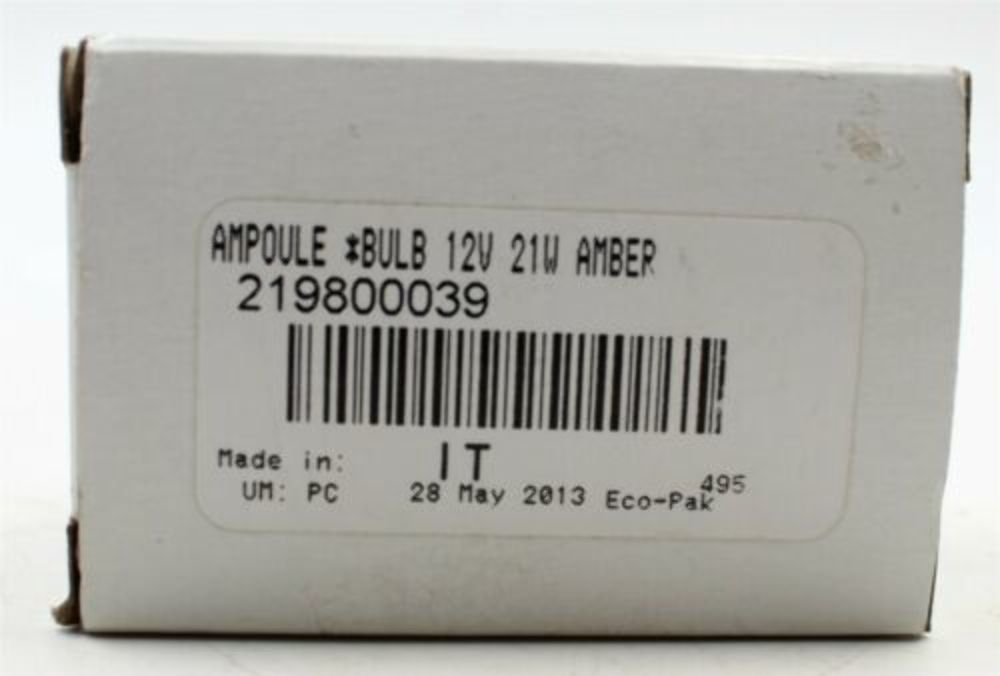 AMPOULE *BULB 12V 21W AMBER
219800039
Made in: IT
UM: PC 28 May 2013 Eco-Pak 495